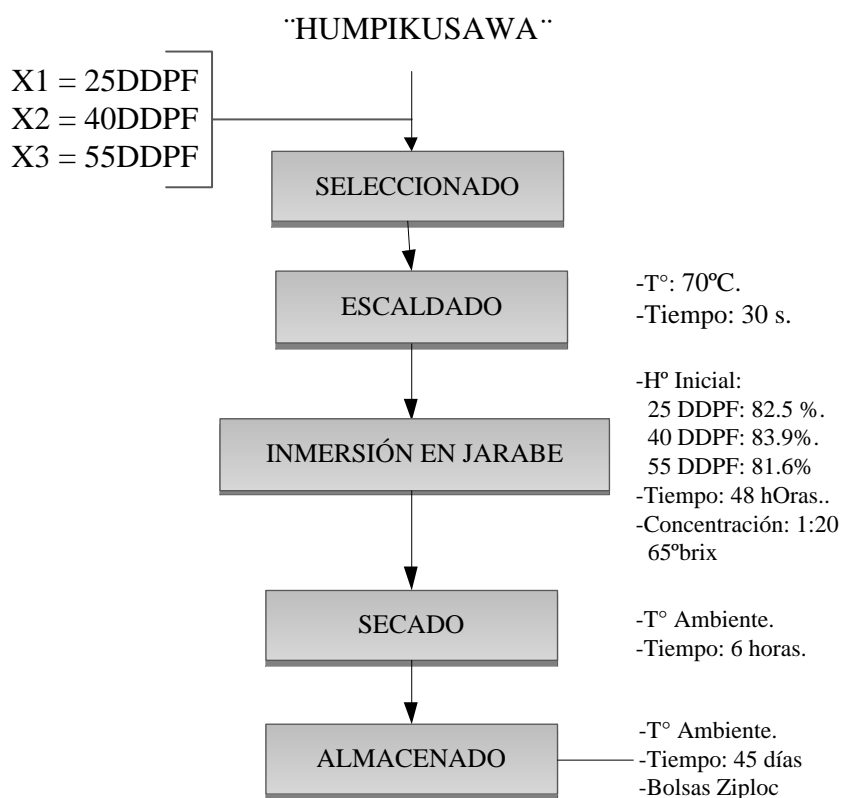 ¨HUMPIKUSAWA¨
X1 = 25DDPF
X2 = 40DDPF
X3 = 55DDPF
SELECCIONADO
ESCALDADO
-T°: 70ºC.
-Tiempo: 30 s.
INMERSIÓN EN JARABE
-Hº Inicial:
25 DDPF: 82.5 %.
40 DDPF: 83.9%.
55 DDPF: 81.6%
-Tiempo: 48 hOras..
-Concentración: 1:20
65ºbrix
SECADO
-T° Ambiente.
-Tiempo: 6 horas.
ALMACENADO
-T° Ambiente.
-Tiempo: 45 días
-Bolsas Ziploc